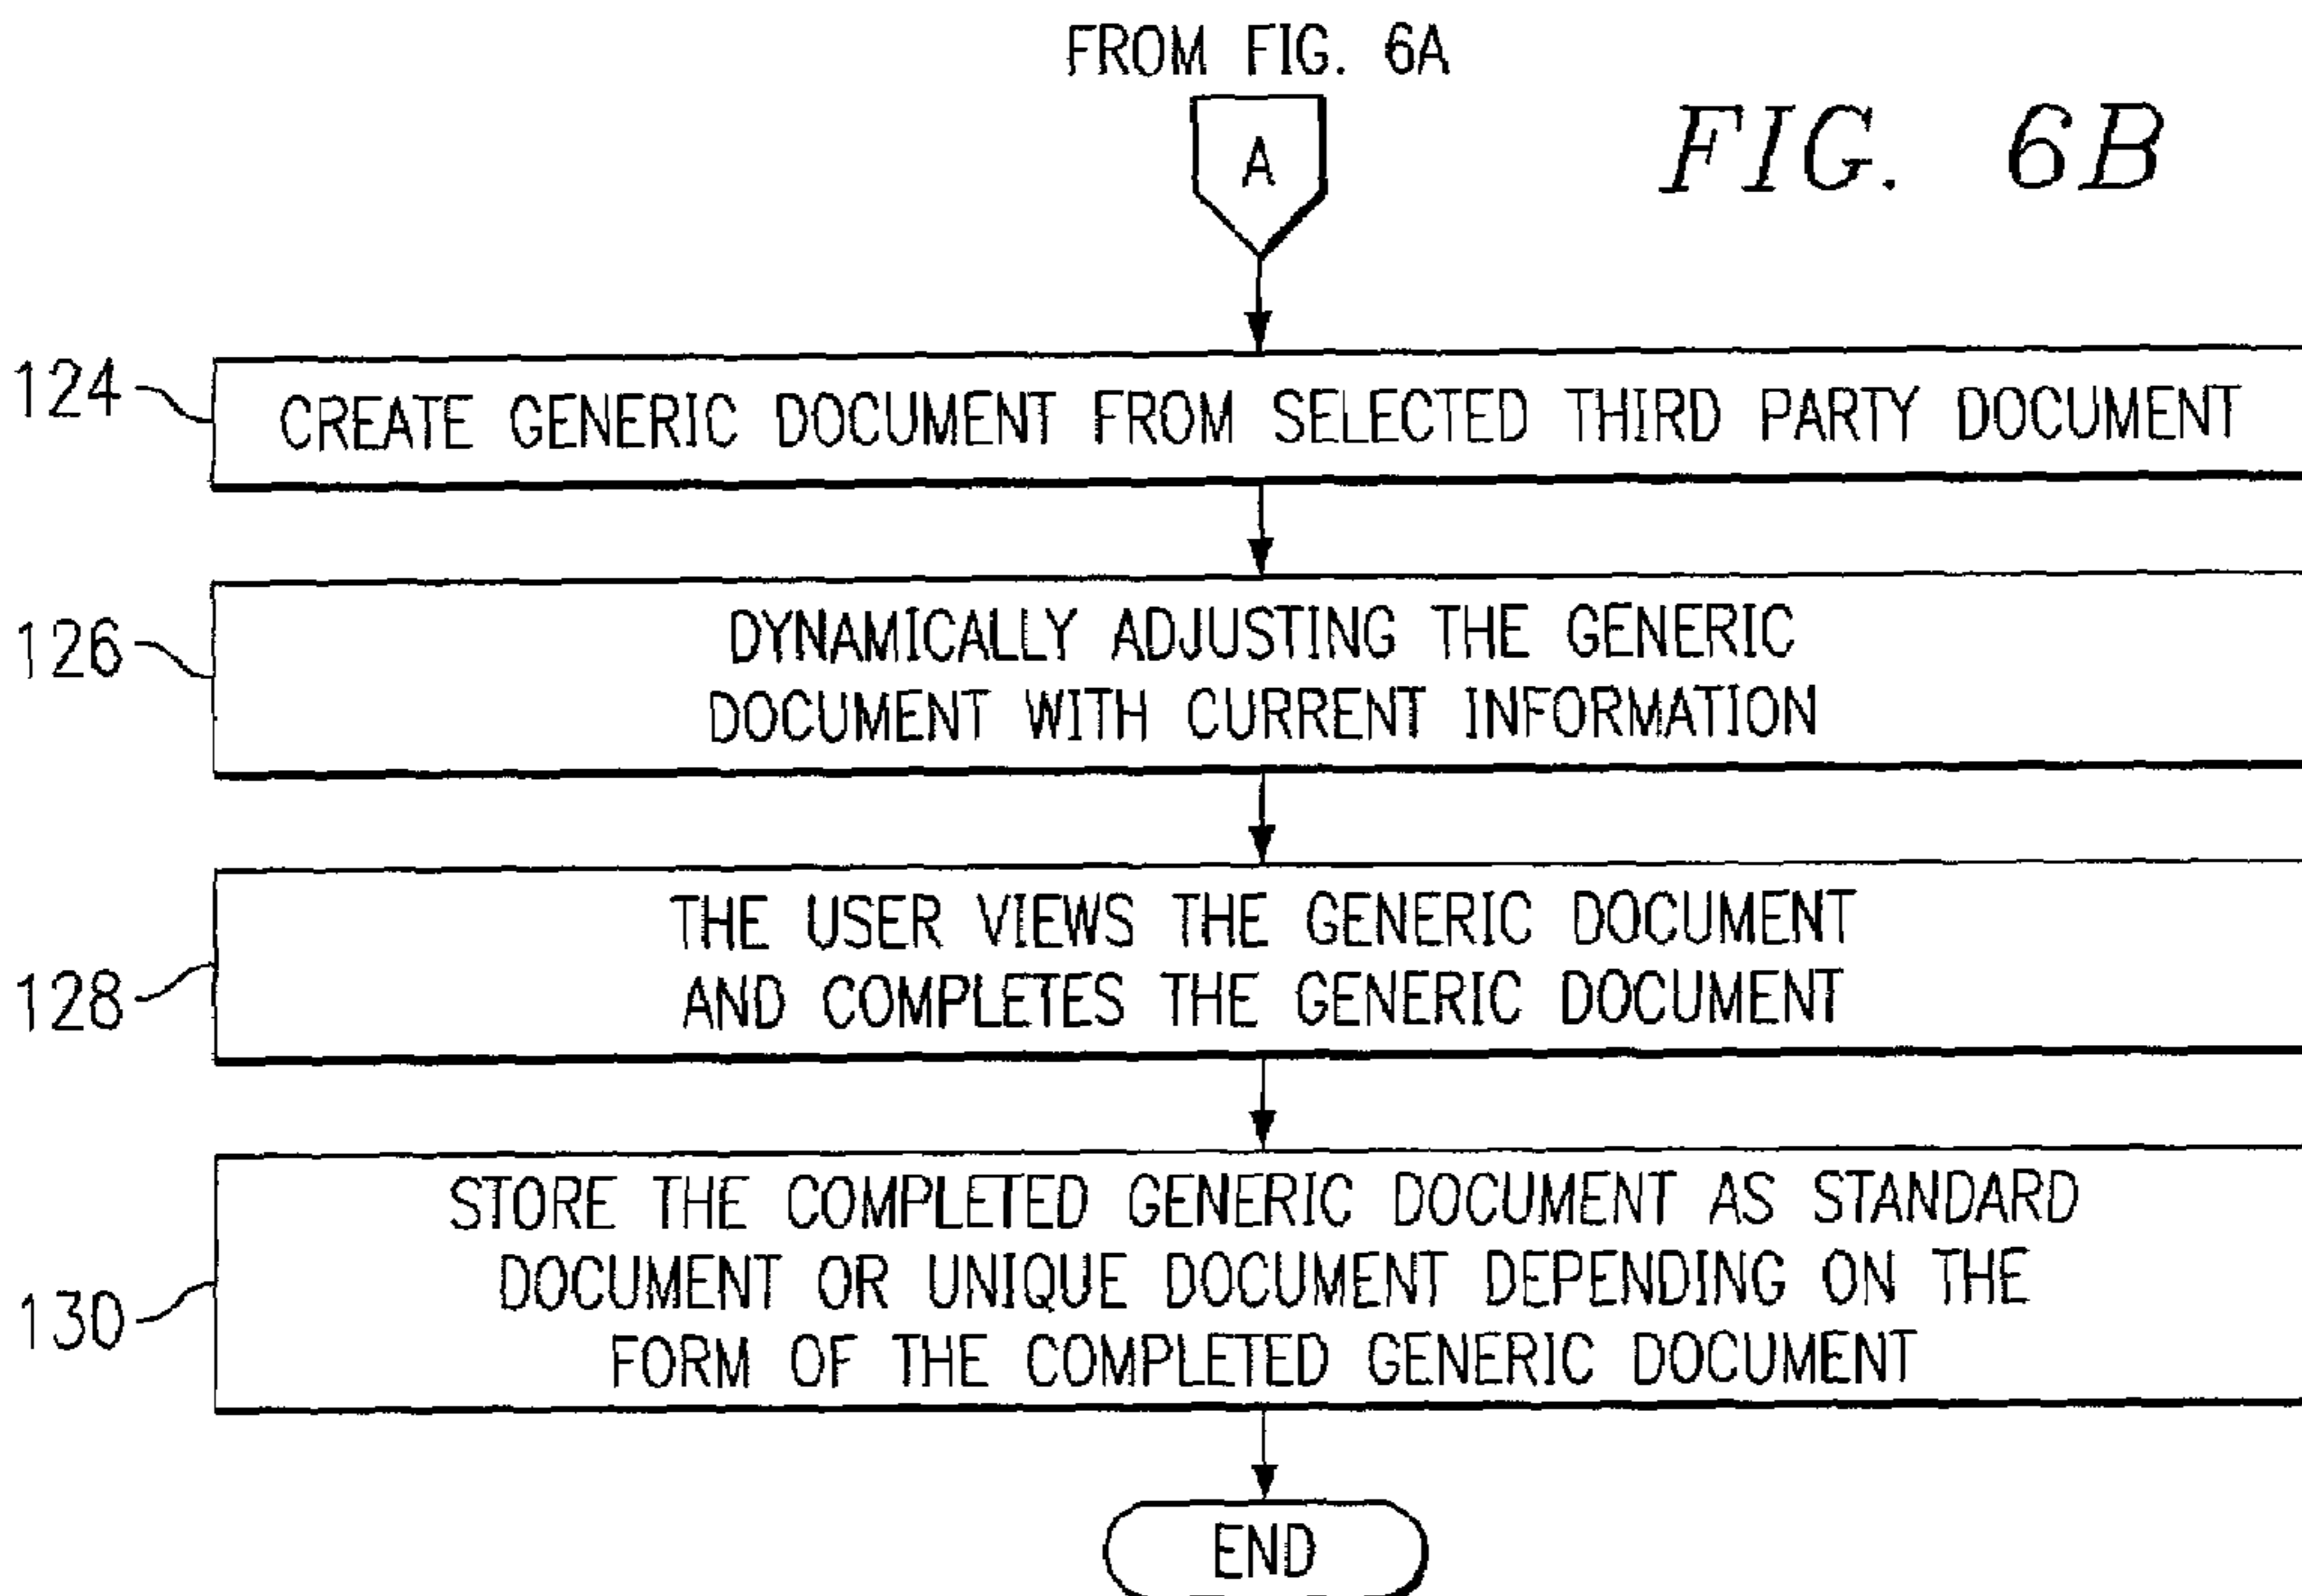 FROM FIG. 6A
A
FIG. 6B
124
CREATE GENERIC DOCUMENT FROM SELECTED THIRD PARTY DOCUMENT
126
DYNAMICALLY ADJUSTING THE GENERIC
DOCUMENT WITH CURRENT INFORMATION
128
THE USER VIEWS THE GENERIC DOCUMENT
AND COMPLETES THE GENERIC DOCUMENT
130
STORE THE COMPLETED GENERIC DOCUMENT AS STANDARD
DOCUMENT OR UNIQUE DOCUMENT DEPENDING ON THE
FORM OF THE COMPLETED GENERIC DOCUMENT
END